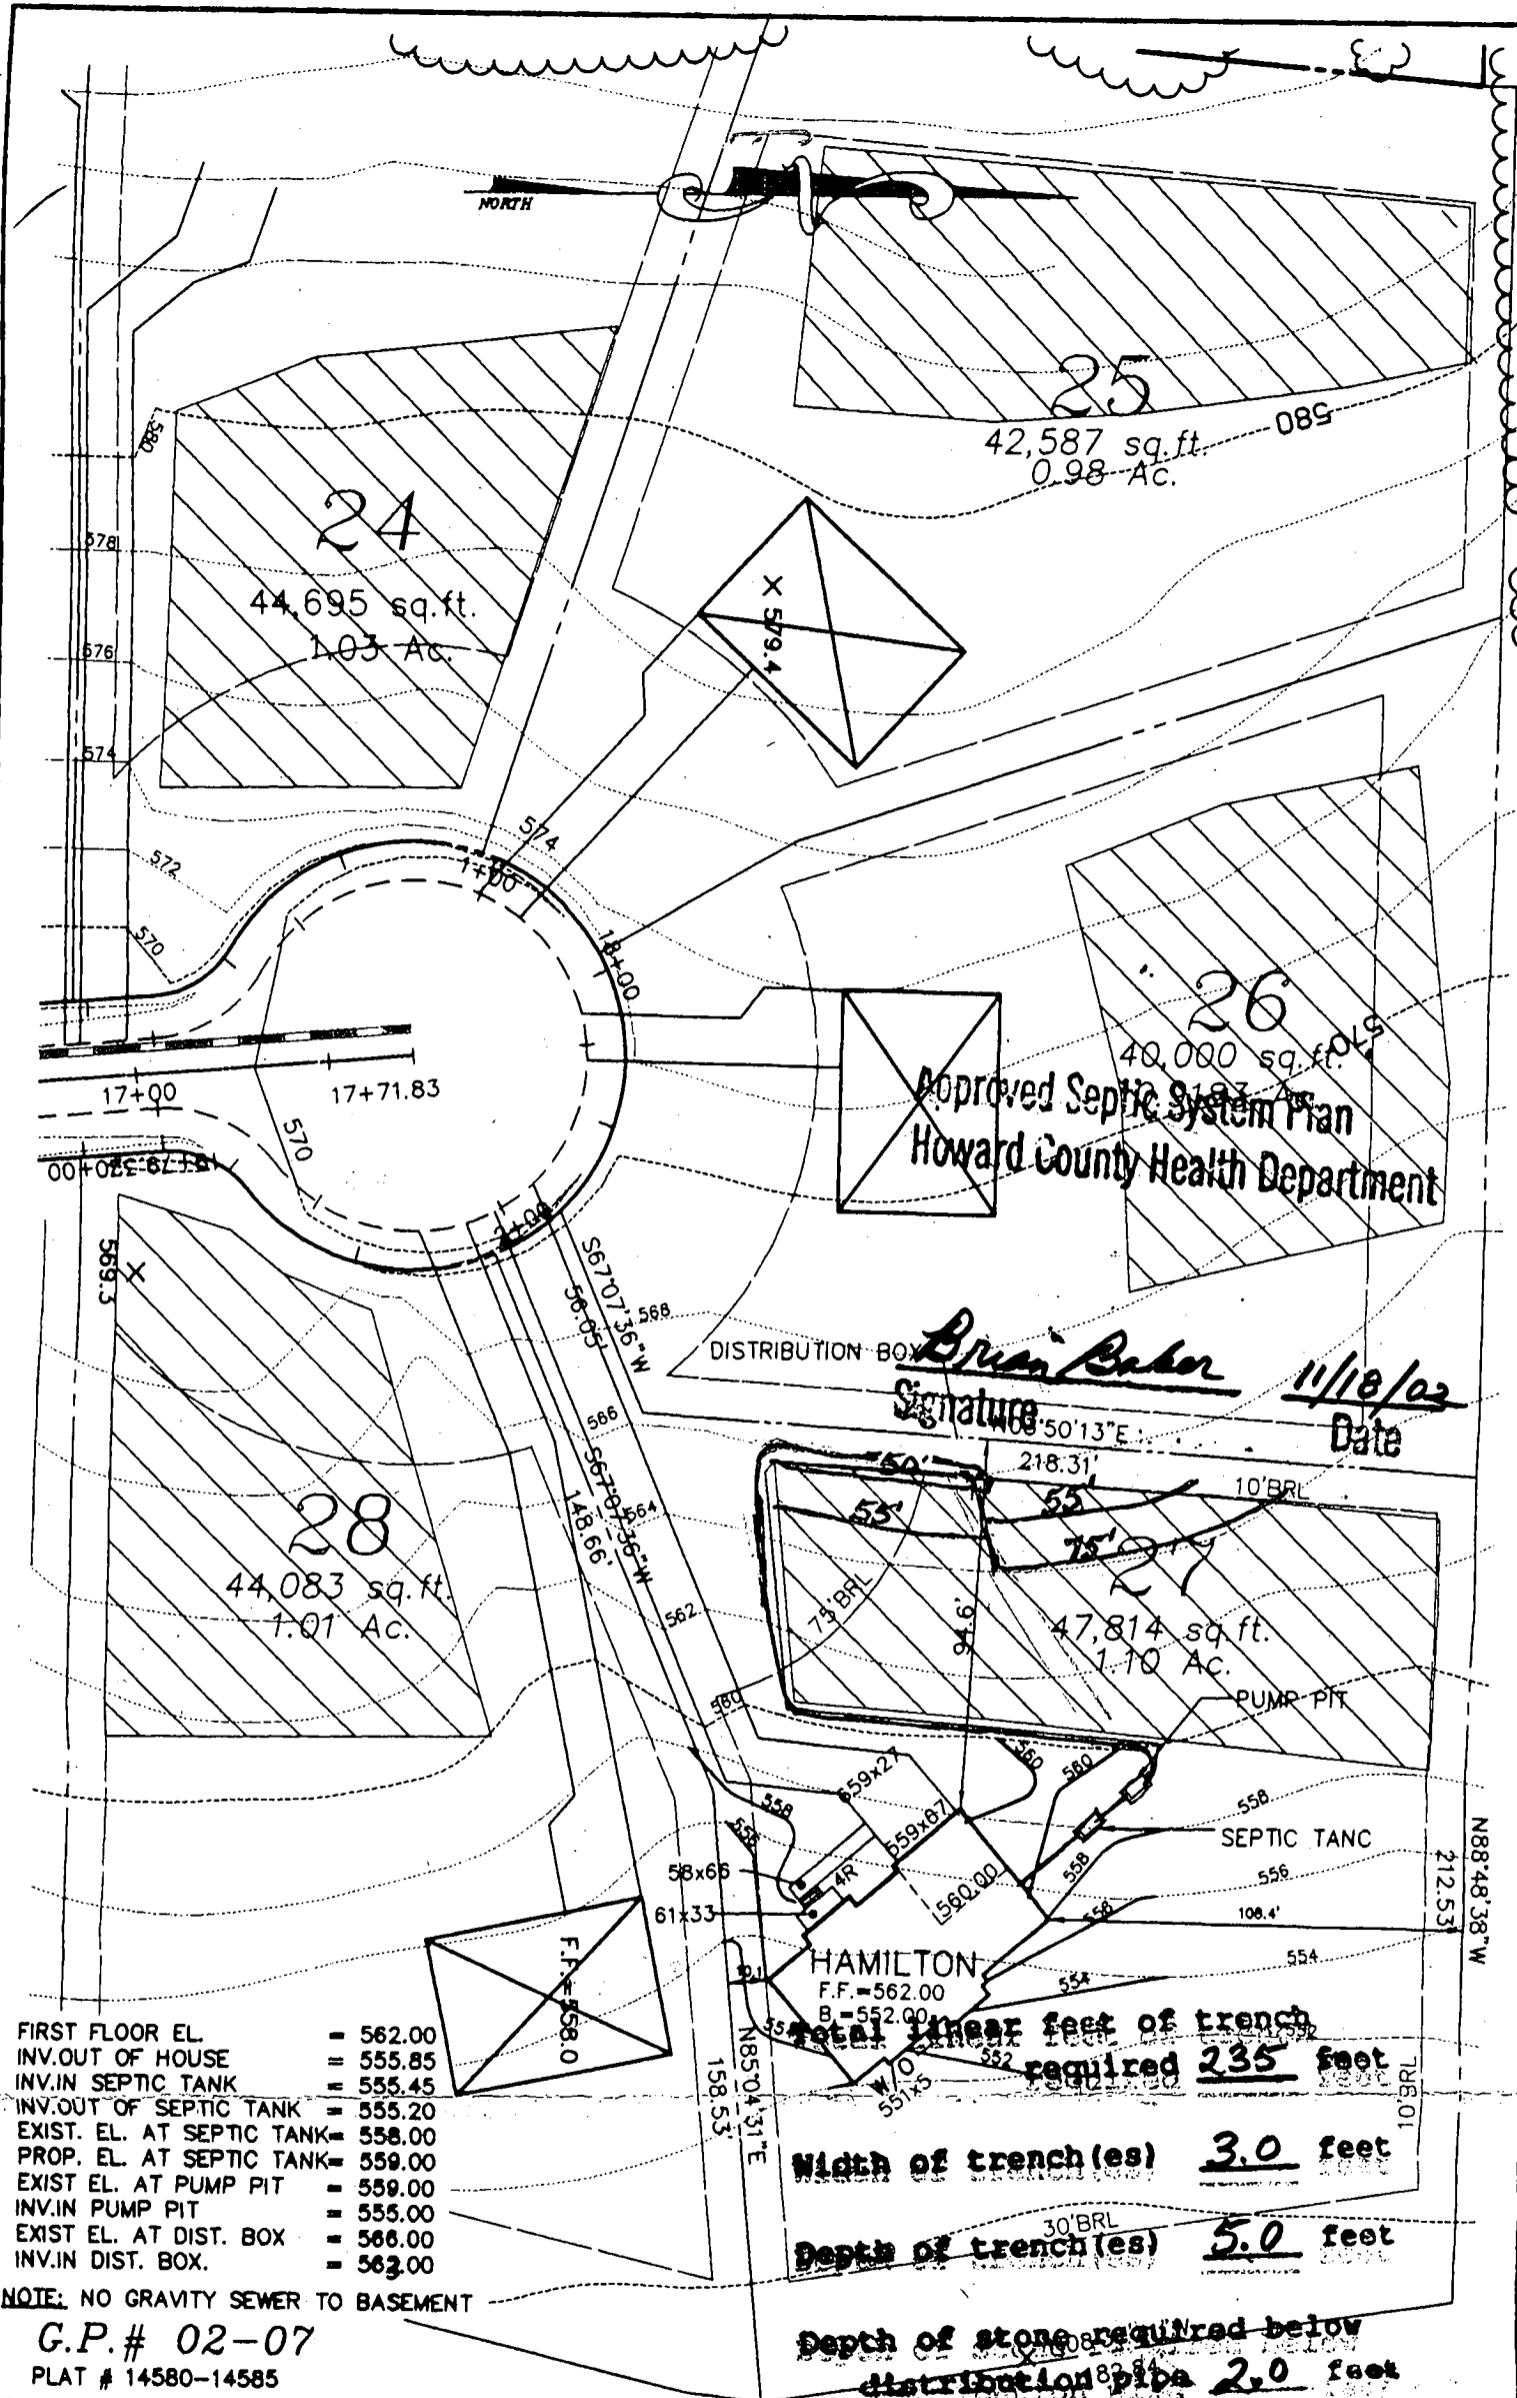 NORTH
25
42,587 sq.ft.
0.98 Ac.
580
580
24
44,695 sq.ft.
1.03 Ac.
578
576
574
X 579.4
574
572
570
1+00
18+00
17+00
17+71.83
570
2+00
26
40,000 sq.ft.
570
Approved Septic System Plan
Howard County Health Department
569.3
X
S67°07'36"W
56.05'
568
DISTRIBUTION BOX
Brian Baker
11/18/02
Signature
Date
50'13"E
218.31'
10'BRL
50'
55'
55'
75'
27
47,814 sq.ft.
1.10 Ac.
75'BRL
94.6'
566
564
562
560
S67°07'36"W
148.66'
28
44,083 sq.ft.
1.01 Ac.
PUMP PIT
560
560
558
SEPTIC TANC
558
556
N88°48'38"W
212.53'
659x27
559x67
558
556
58x66
4R
61x33
560.00
108.4'
556
554
554
HAMILTON
F.F.=562.00
B.=552.00
F.F.=558.0
W/O
551x5
552
N85°04'31"E
158.53'
10'BRL
Total linear feet of trench
required 235 feet
Width of trench(es) 3.0 feet
30'BRL
Depth of trench(es) 5.0 feet
Depth of stone required below
distribution pipe 2.0 feet
FIRST FLOOR EL. = 562.00
INV.OUT OF HOUSE = 555.85
INV.IN SEPTIC TANK = 555.45
INV.OUT OF SEPTIC TANK = 555.20
EXIST. EL. AT SEPTIC TANK= 558.00
PROP. EL. AT SEPTIC TANK= 559.00
EXIST EL. AT PUMP PIT = 559.00
INV.IN PUMP PIT = 555.00
EXIST EL. AT DIST. BOX = 566.00
INV.IN DIST. BOX. = 563.00
NOTE: NO GRAVITY SEWER TO BASEMENT
G.P.# 02-07
PLAT # 14580-14585